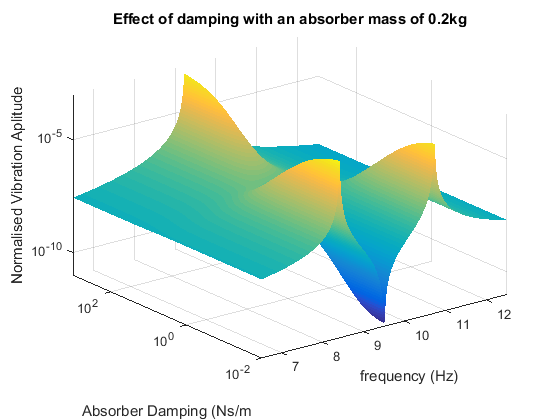 Effect of damping with an absorber mass of 0.2kg
Normalised Vibration Aplitude
10^-5
10^-10
10^2
10^0
10^-2
7
8
9
10
11
12
frequency (Hz)
Absorber Damping (Ns/m